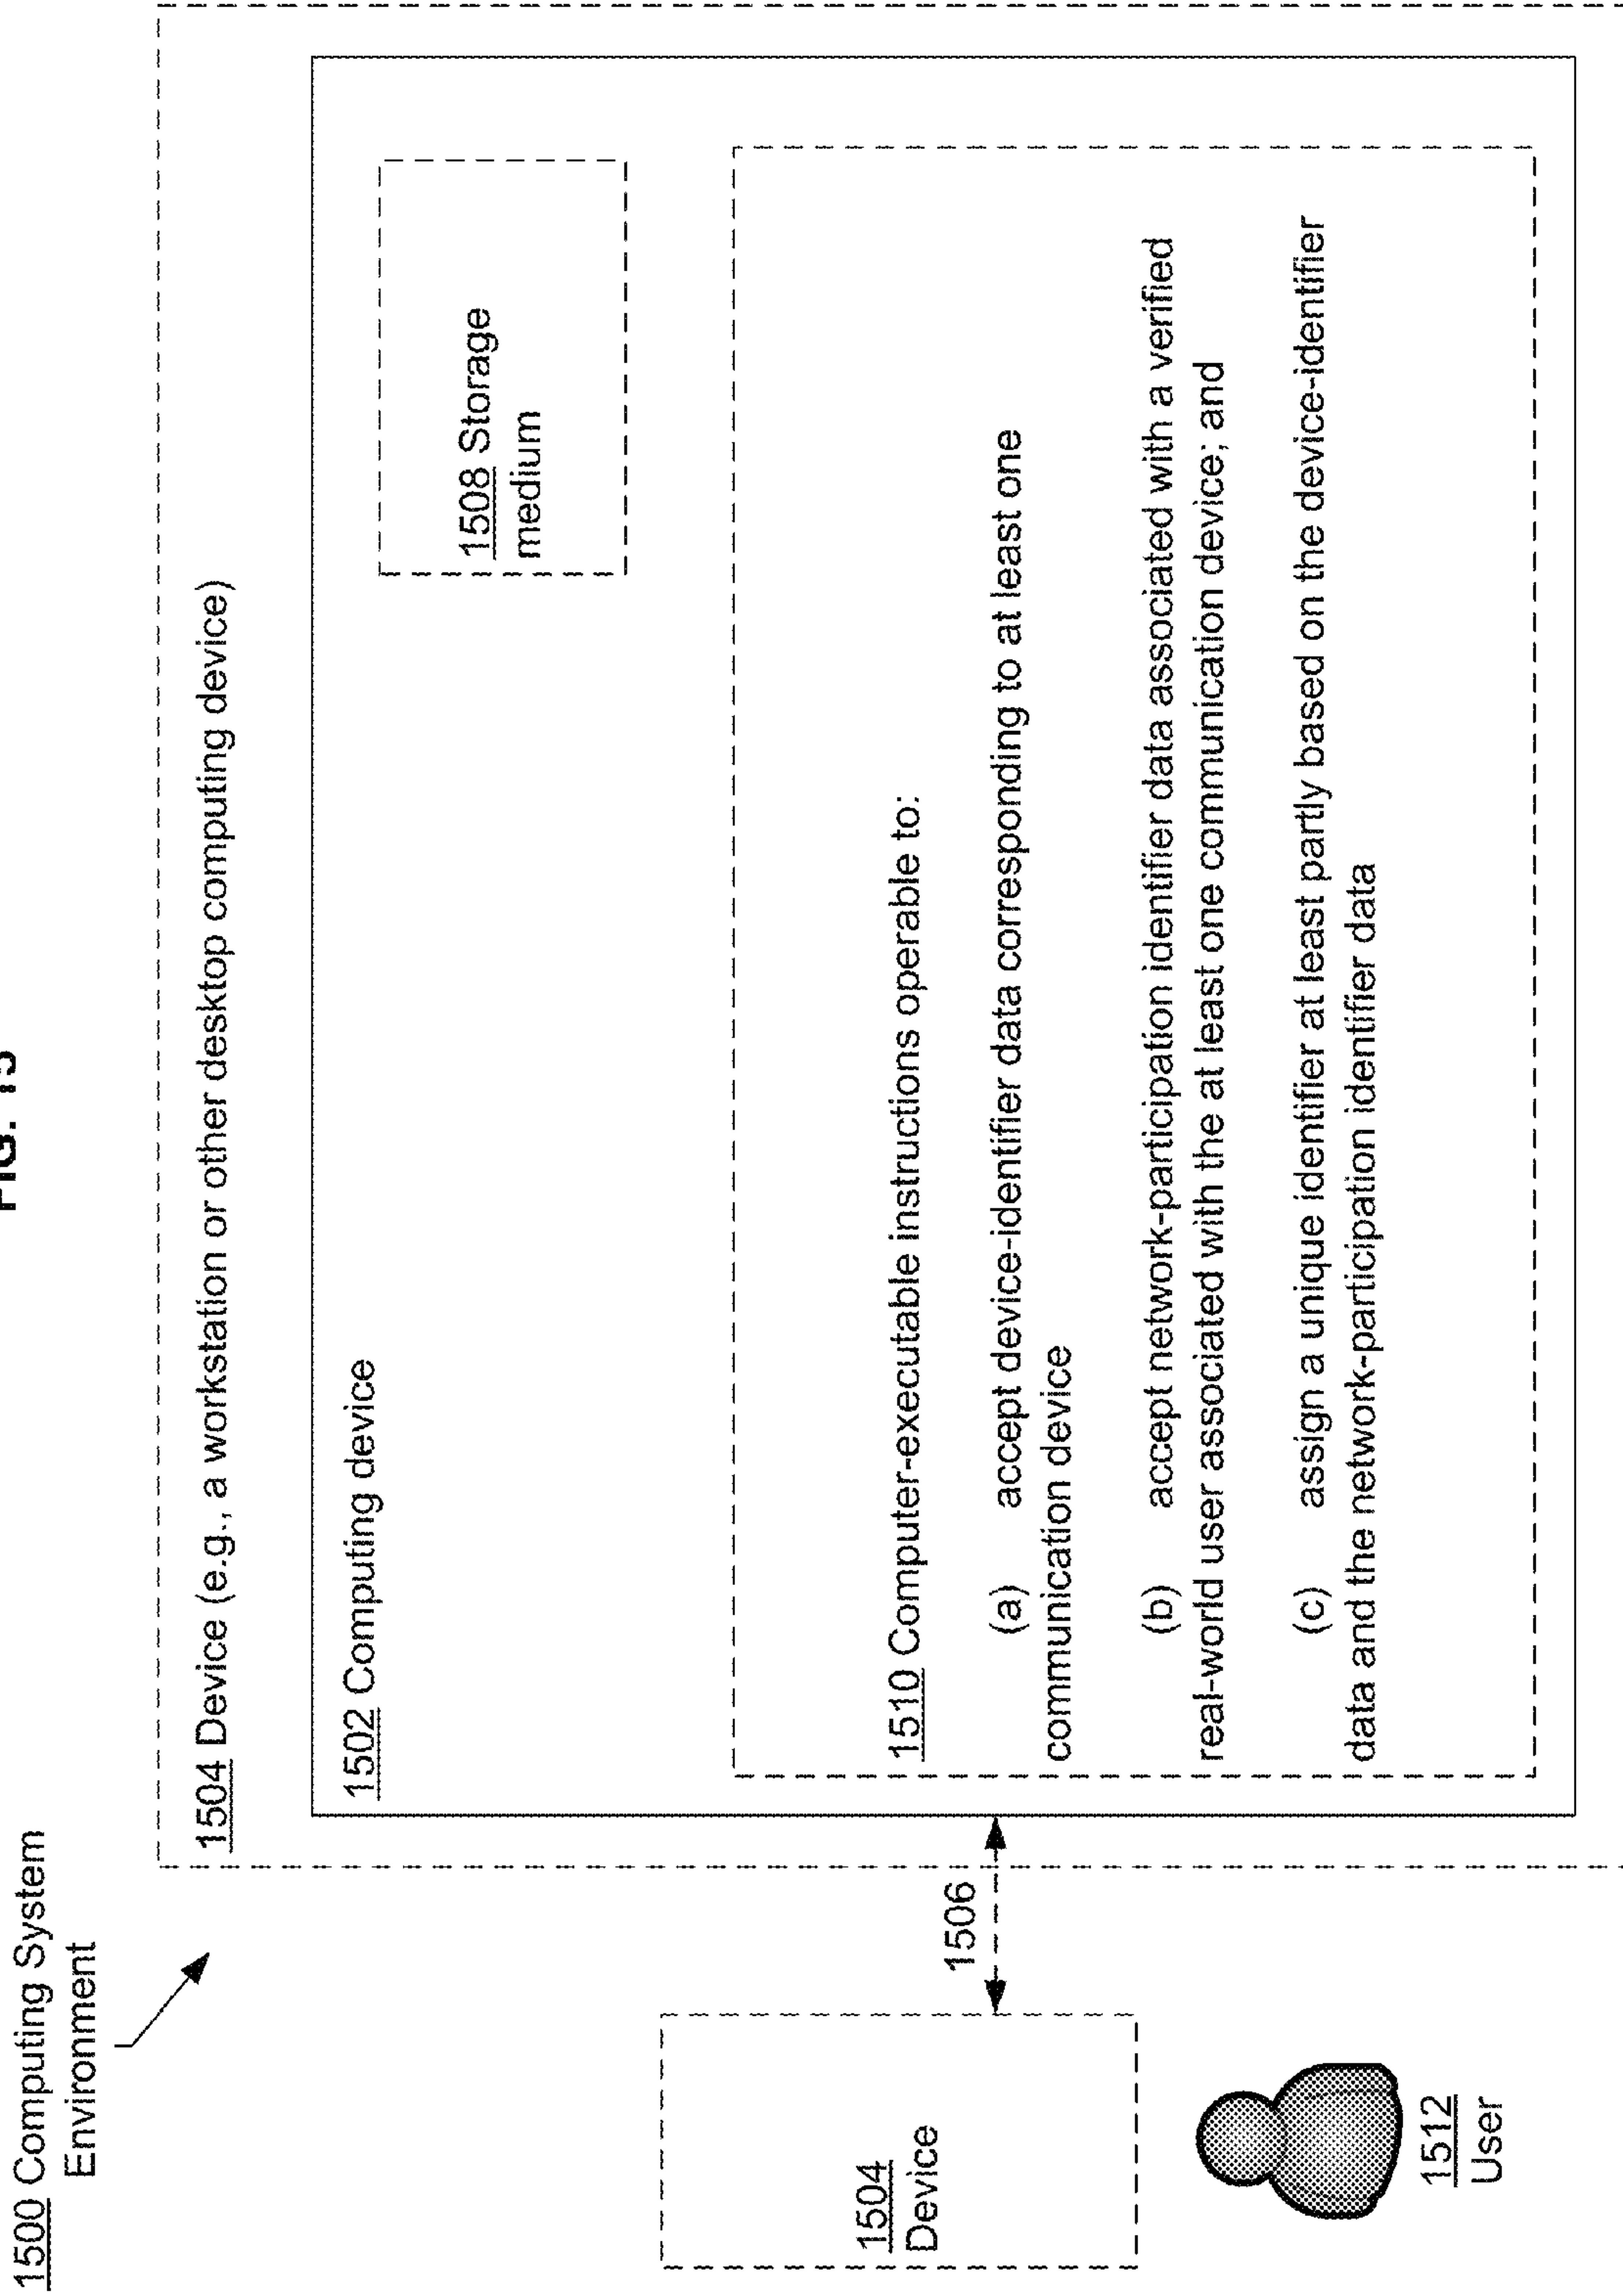 FIG. 15
1500 Computing System
Environment
1504 Device (e.g., a workstation or other desktop computing device)
1502 Computing device
1508 Storage
medium
1510 Computer-executable instructions operable to:
(a) accept device-identifier data corresponding to at least one
communication device
(b) accept network-participation identifier data associated with a verified
real-world user associated with the at least one communication device; and
(c) assign a unique identifier at least partly based on the device-identifier
data and the network-participation identifier data
1506
1504
Device
1512
User